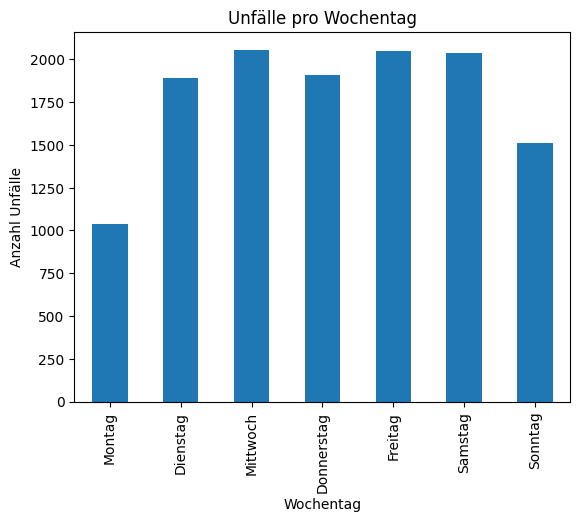 Unfälle pro Wochentag
Anzahl Unfälle
2000
1750
1500
1250
1000
750
500
250
0
Montag
Dienstag
Mittwoch
Donnerstag
Freitag
Samstag
Sonntag
Wochentag